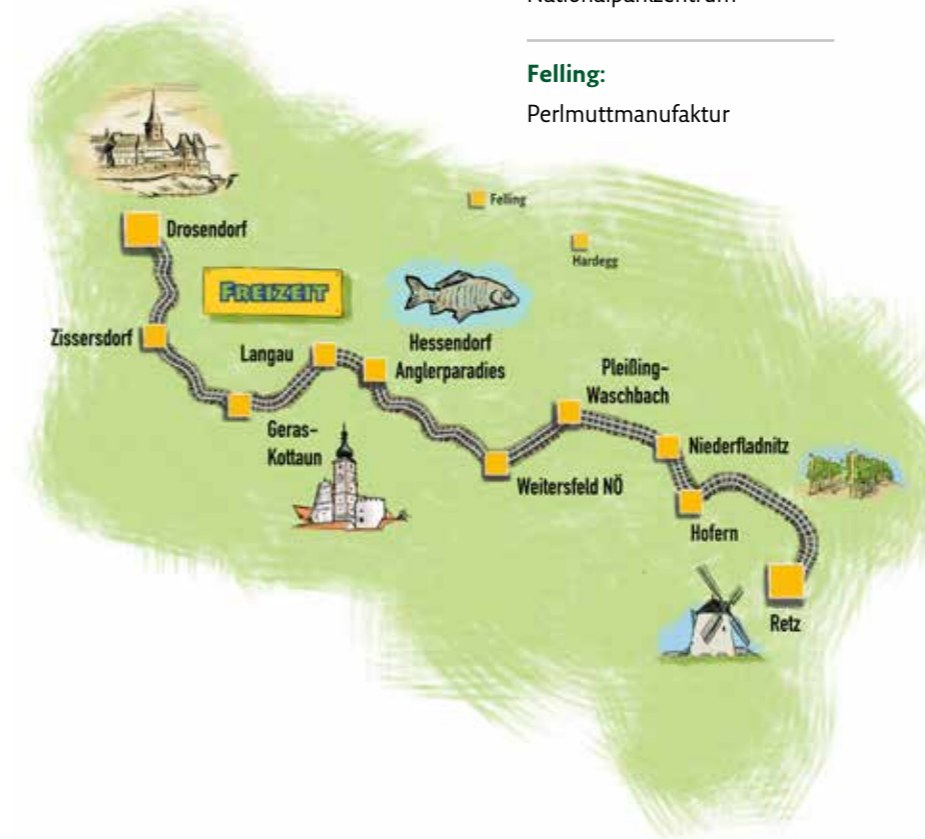 Nationalparkzentrum
Felling:
Perlmuttmanufaktur
Felling
Hardegg
Drosendorf
FREIZEIT
Zissersdorf
Langau
Hessendorf
Anglerparadies
Pleißing-
Waschbach
Geras-
Kottaun
Niederfladnitz
Weitersfeld NÖ
Hofern
Retz